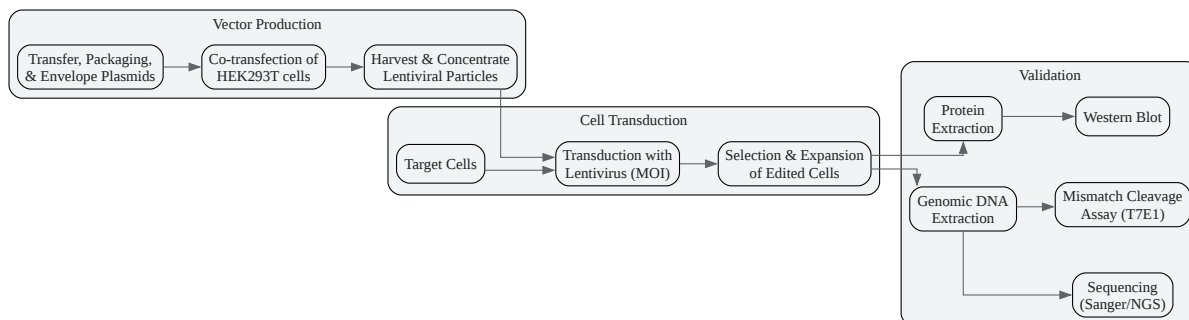 Vector Production
Transfer, Packaging,
& Envelope Plasmids
Co-transfection of
HEK293T cells
Harvest & Concentrate
Lentiviral Particles
Cell Transduction
Target Cells
Transduction with
Lentivirus (MOI)
Selection & Expansion
of Edited Cells
Validation
Protein
Extraction
Western Blot
Genomic DNA
Extraction
Mismatch Cleavage
Assay (T7E1)
Sequencing
(Sanger/NGS)